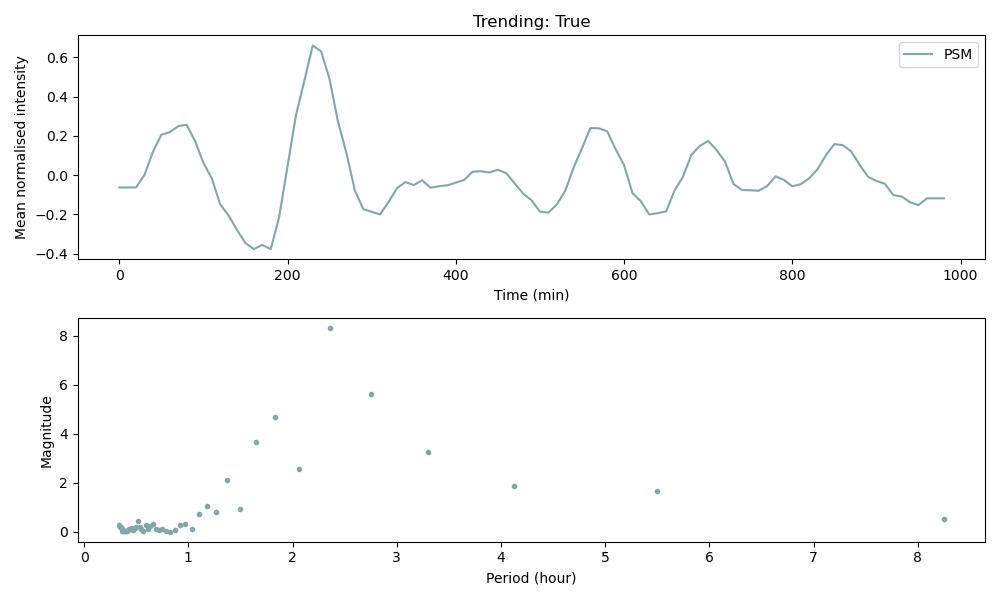 Trending: True
Mean normalised intensity
0.6
0.4
0.2
0.0
−0.2
−0.4
PSM
0 200 400 600 800 1000
Time (min)
Magnitude
8
6
4
2
0
0 1 2 3 4 5 6 7 8
Period (hour)